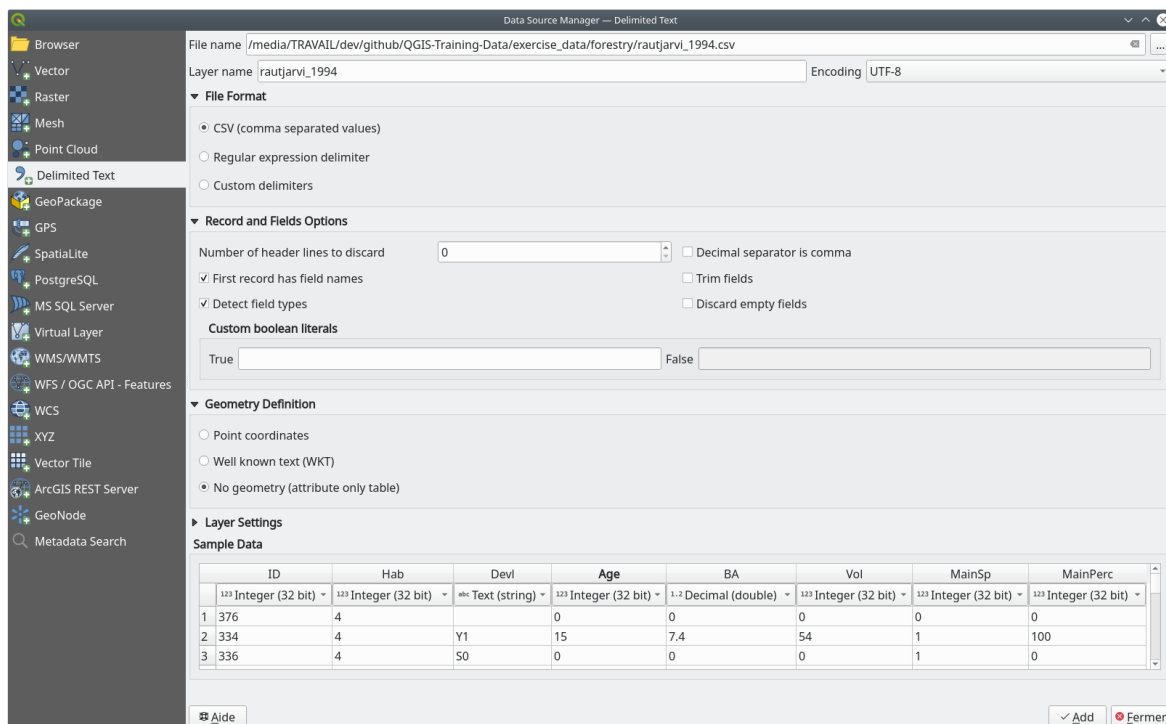 Data Source Manager — Delimited Text
Browser
Vector
Raster
Mesh
Point Cloud
Delimited Text
GeoPackage
GPS
SpatiaLite
PostgreSQL
MS SQL Server
Virtual Layer
WMS/WMTS
WFS / OGC API - Features
WCS
XYZ
Vector Tile
ArcGIS REST Server
GeoNode
Metadata Search
File name /media/TRAVAIL/dev/github/QGIS-Training-Data/exercise_data/forestry/rautjarvi_1994.csv ...
Layer name rautjarvi_1994 Encoding UTF-8
File Format
CSV (comma separated values)
Regular expression delimiter
Custom delimiters
Record and Fields Options
Number of header lines to discard 0 Decimal separator is comma
First record has field names Trim fields
Detect field types Discard empty fields
Custom boolean literals
True False
Geometry Definition
Point coordinates
Well known text (WKT)
No geometry (attribute only table)
Layer Settings
Sample Data
ID Hab Devl Age BA Vol MainSp MainPerc
123 Integer (32 bit) 123 Integer (32 bit) abc Text (string) 123 Integer (32 bit) 1.2 Decimal (double) 123 Integer (32 bit) 123 Integer (32 bit) 123 Integer (32 bit)
1 376 4 0 0 0 0 0
2 334 4 Y1 15 7.4 54 1 100
3 336 4 S0 0 0 0 1 0
Aide Add Fermer